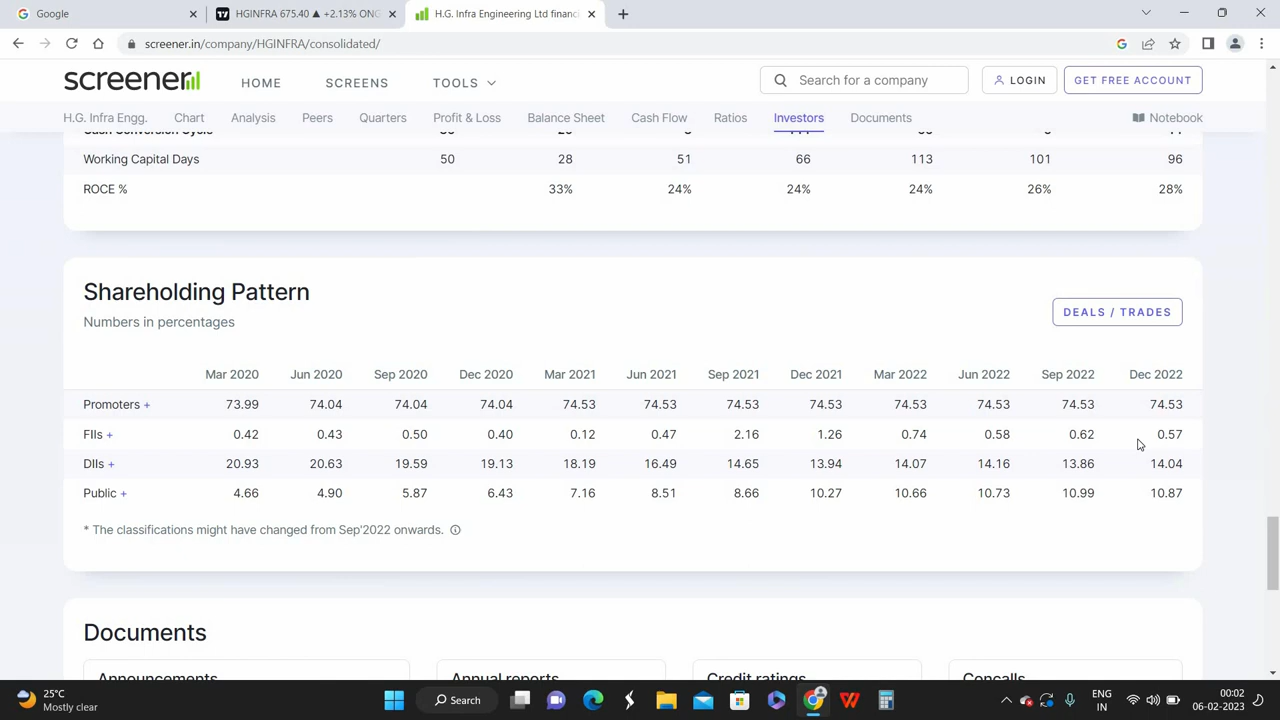 Google
HGINFRA 675.40 ▲ +2.13% ONG
H.G. Infra Engineering Ltd financi
screener.in/company/HGINFRA/consolidated/
screener
HOME SCREENS TOOLS
Search for a company
LOGIN
GET FREE ACCOUNT
H.G. Infra Engg. Chart Analysis Peers Quarters Profit & Loss Balance Sheet Cash Flow Ratios Investors Documents Notebook
Cash Conversion Cycle
Working Capital Days 50 28 51 66 113 101 96
ROCE % 33% 24% 24% 24% 26% 28%
Shareholding Pattern
Numbers in percentages
DEALS / TRADES
Mar 2020 Jun 2020 Sep 2020 Dec 2020 Mar 2021 Jun 2021 Sep 2021 Dec 2021 Mar 2022 Jun 2022 Sep 2022 Dec 2022
Promoters + 73.99 74.04 74.04 74.04 74.53 74.53 74.53 74.53 74.53 74.53 74.53 74.53
FIIs + 0.42 0.43 0.50 0.40 0.12 0.47 2.16 1.26 0.74 0.58 0.62 0.57
DIIs + 20.93 20.63 19.59 19.13 18.19 16.49 14.65 13.94 14.07 14.16 13.86 14.04
Public + 4.66 4.90 5.87 6.43 7.16 8.51 8.66 10.27 10.66 10.73 10.99 10.87
* The classifications might have changed from Sep'2022 onwards.
Documents
Announcements Annual reports Credit ratings Concalls
25°C
Mostly clear
Search
ENG
IN
00:02
06-02-2023